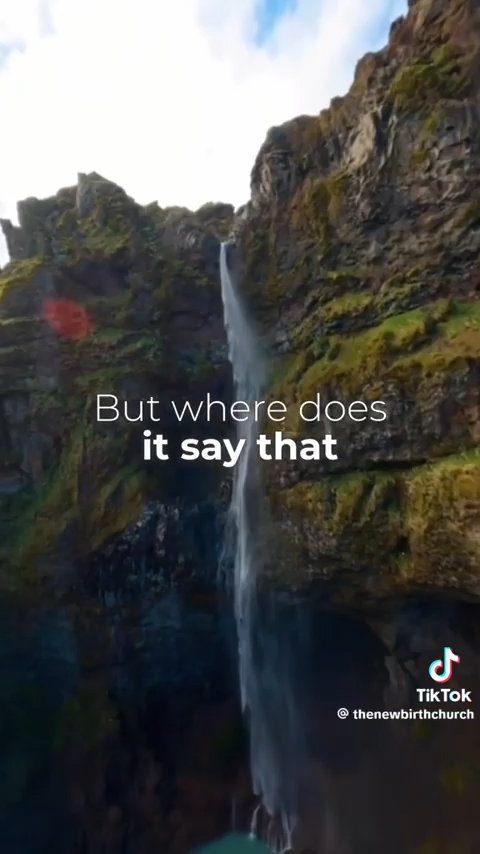 But where does
it say that
TikTok
@ thenewbirthchurch